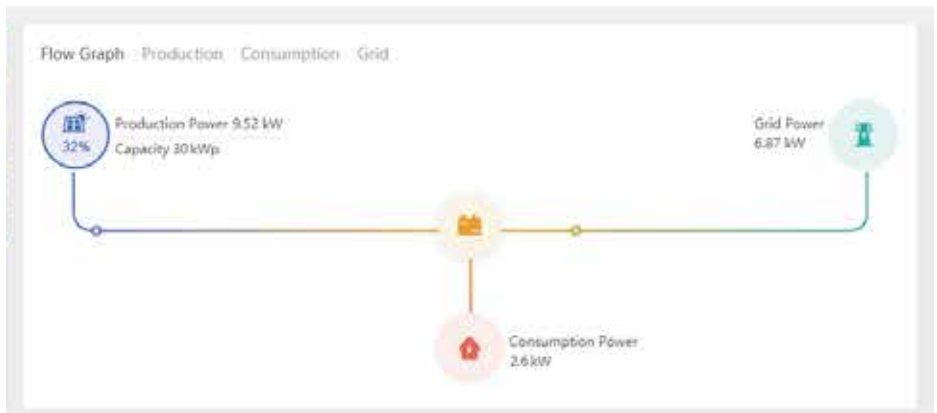 Flow Graph Production Consumption Grid
Production Power 9.52 kW
32%
Capacity 30 kWp
Grid Power
6.87 kW
Consumption Power
2.6 kW